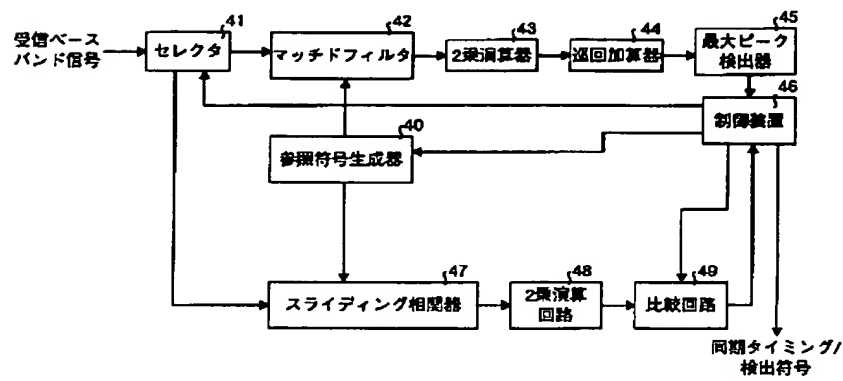 受信ベース
バンド信号
41
セレクタ
42
マッチドフィルタ
43
2乗演算器
44
巡回加算器
45
最大ピーク
検出器
46
制御装置
40
参照符号生成器
47
スライディング相関器
48
2乗演算
回路
49
比較回路
同期タイミング/
検出符号